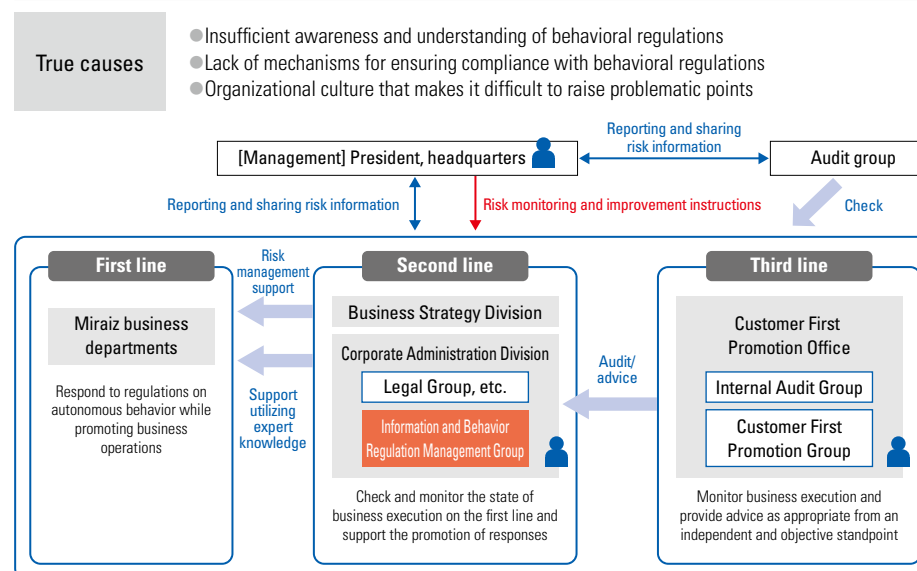 True causes
●Insufficient awareness and understanding of behavioral regulations
●Lack of mechanisms for ensuring compliance with behavioral regulations
●Organizational culture that makes it difficult to raise problematic points
[Management] President, headquarters
Reporting and sharing
risk information
Audit group
Reporting and sharing risk information
Risk monitoring and improvement instructions
Check
First line
Miraiz business
departments
Respond to regulations on
autonomous behavior while
promoting business
operations
Risk
management
support
Support
utilizing
expert
knowledge
Second line
Business Strategy Division
Corporate Administration Division
Legal Group, etc.
Information and Behavior
Regulation Management Group
Check and monitor the state of
business execution on the first line and
support the promotion of responses
Audit/
advice
Third line
Customer First
Promotion Office
Internal Audit Group
Customer First
Promotion Group
Monitor business execution and
provide advice as appropriate from an
independent and objective standpoint